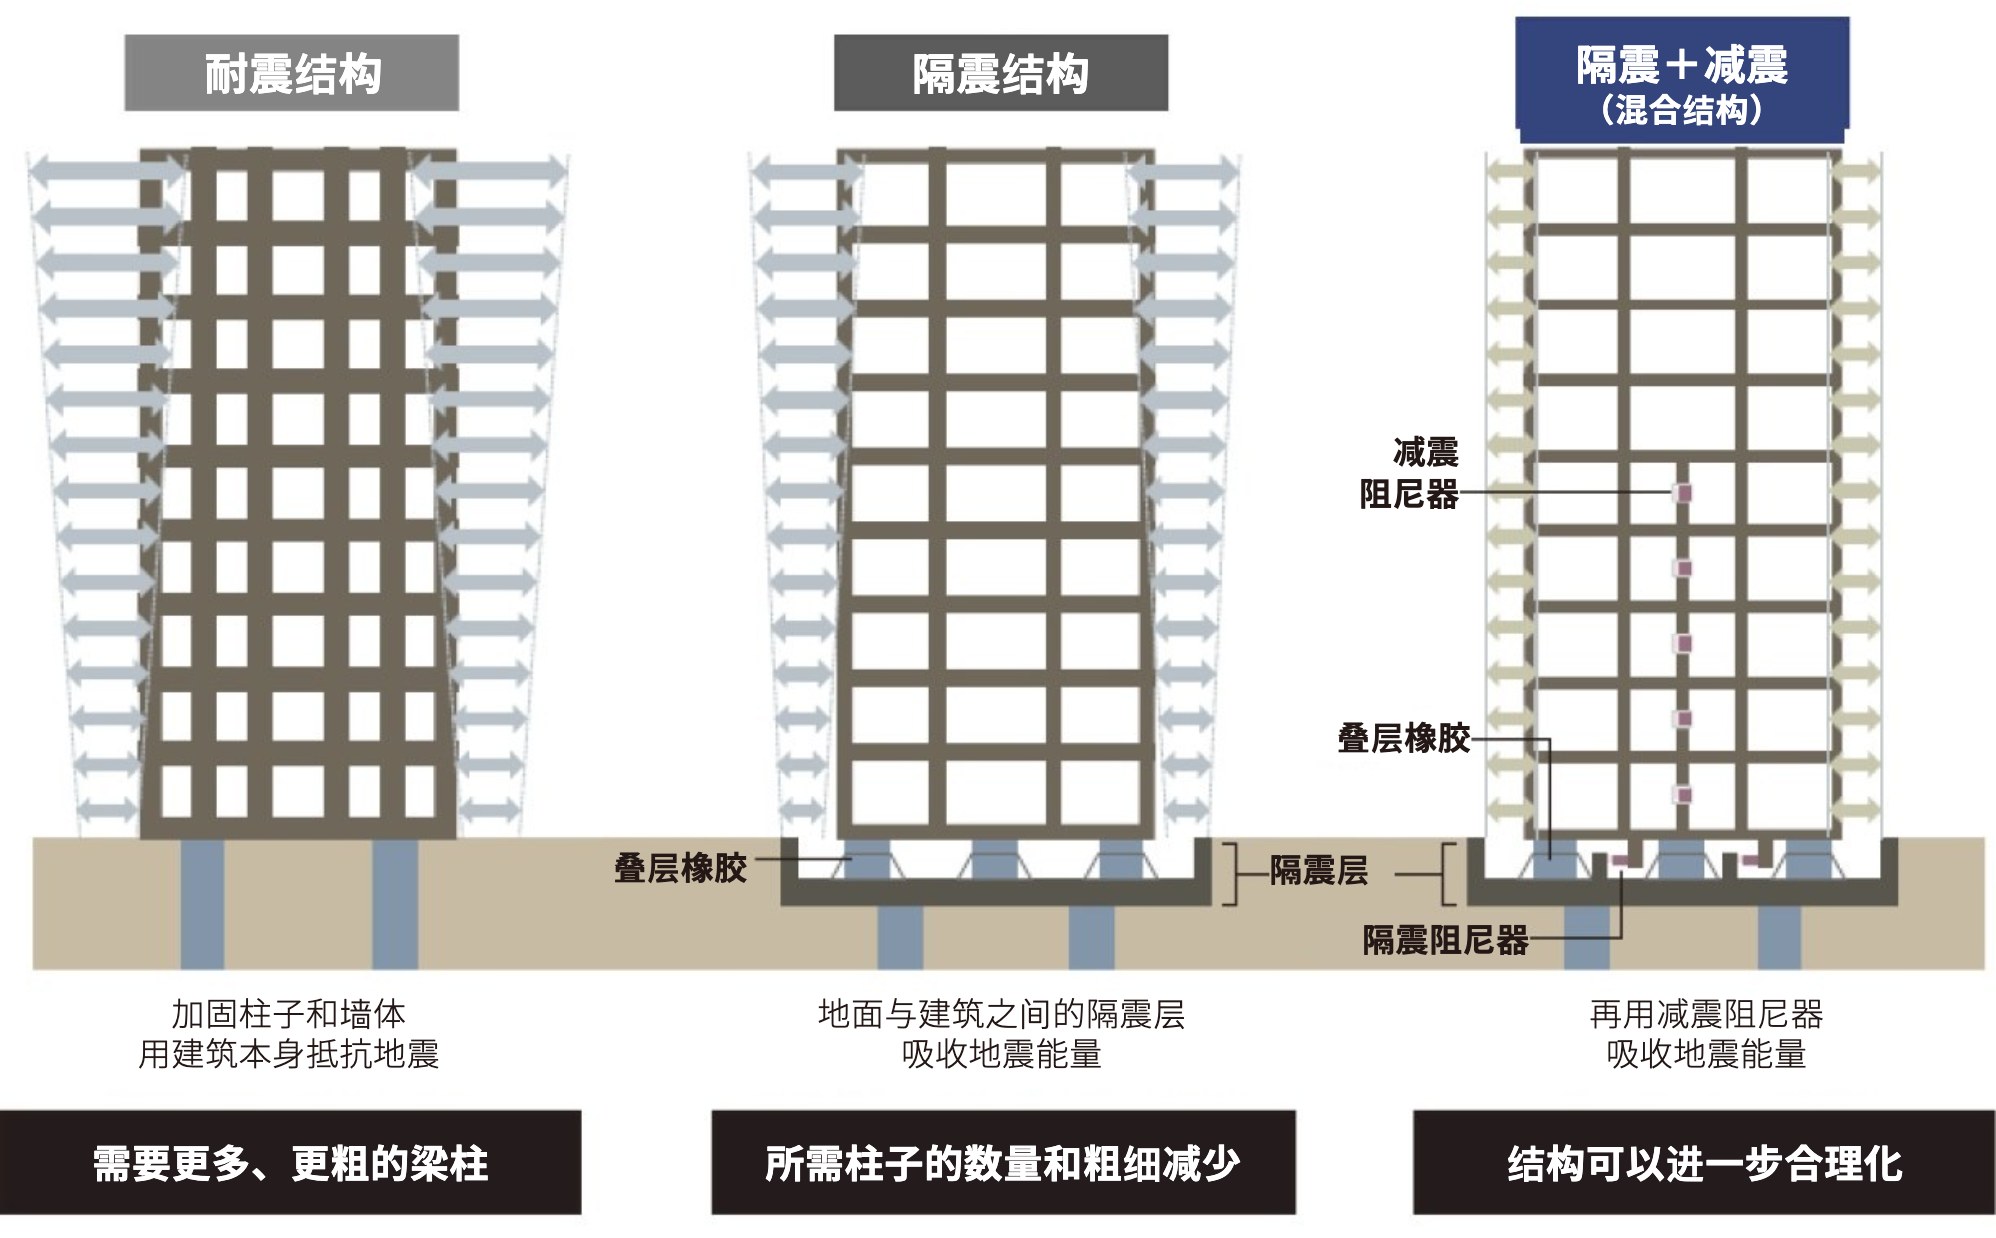 耐震结构
隔震结构
隔震＋减震
（混合结构）
减震
阻尼器
叠层橡胶
叠层橡胶
隔震层
隔震阻尼器
加固柱子和墙体
用建筑本身抵抗地震
地面与建筑之间的隔震层
吸收地震能量
再用减震阻尼器
吸收地震能量
需要更多、更粗的梁柱
所需柱子的数量和粗细减少
结构可以进一步合理化